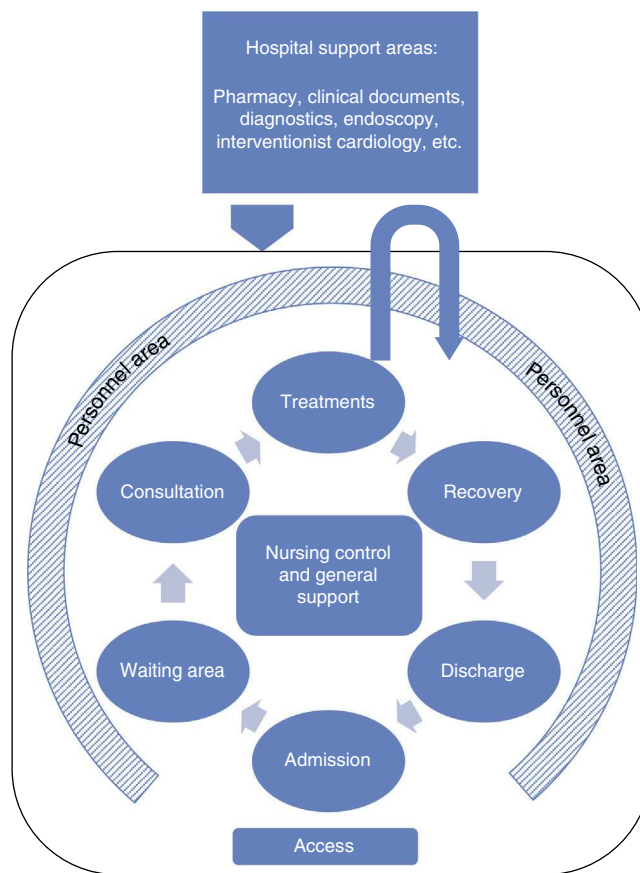 Hospital support areas:
Pharmacy, clinical documents,
diagnostics, endoscopy,
interventionist cardiology, etc.
Personnel area
Personnel area
Treatments
Consultation
Recovery
Nursing control
and general
support
Waiting area
Discharge
Admission
Access